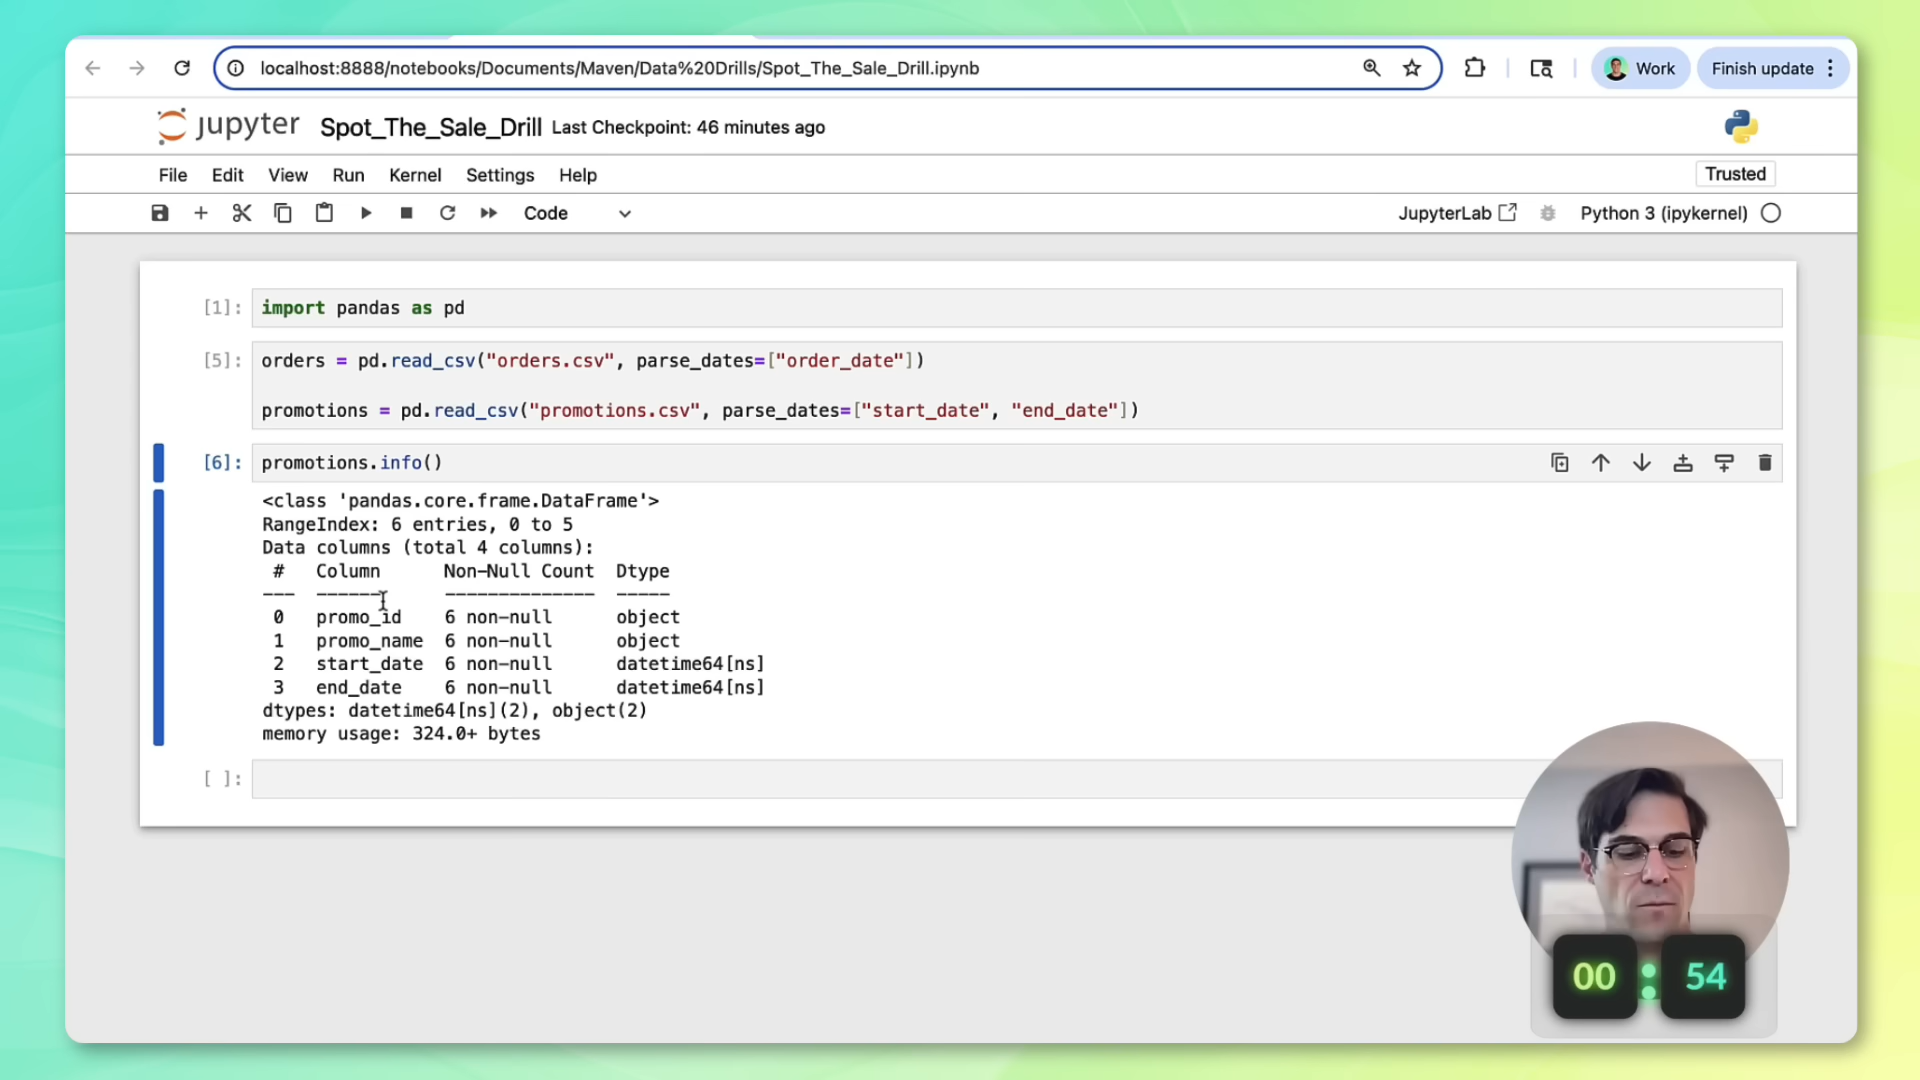 localhost:8888/notebooks/Documents/Maven/Data%20Drills/Spot_The_Sale_Drill.ipynb
Work
Finish update
jupyter
Spot_The_Sale_Drill
Last Checkpoint: 46 minutes ago
File Edit View Run Kernel Settings Help
Trusted
Code
JupyterLab
Python 3 (ipykernel)
[1]: import pandas as pd
[5]: orders = pd.read_csv("orders.csv", parse_dates=["order_date"])
promotions = pd.read_csv("promotions.csv", parse_dates=["start_date", "end_date"])
[6]: promotions.info()
<class 'pandas.core.frame.DataFrame'>
RangeIndex: 6 entries, 0 to 5
Data columns (total 4 columns):
# Column Non-Null Count Dtype
--- ------ -------------- -----
0 promo_id 6 non-null object
1 promo_name 6 non-null object
2 start_date 6 non-null datetime64[ns]
3 end_date 6 non-null datetime64[ns]
dtypes: datetime64[ns](2), object(2)
memory usage: 324.0+ bytes
[ ]:
00:54